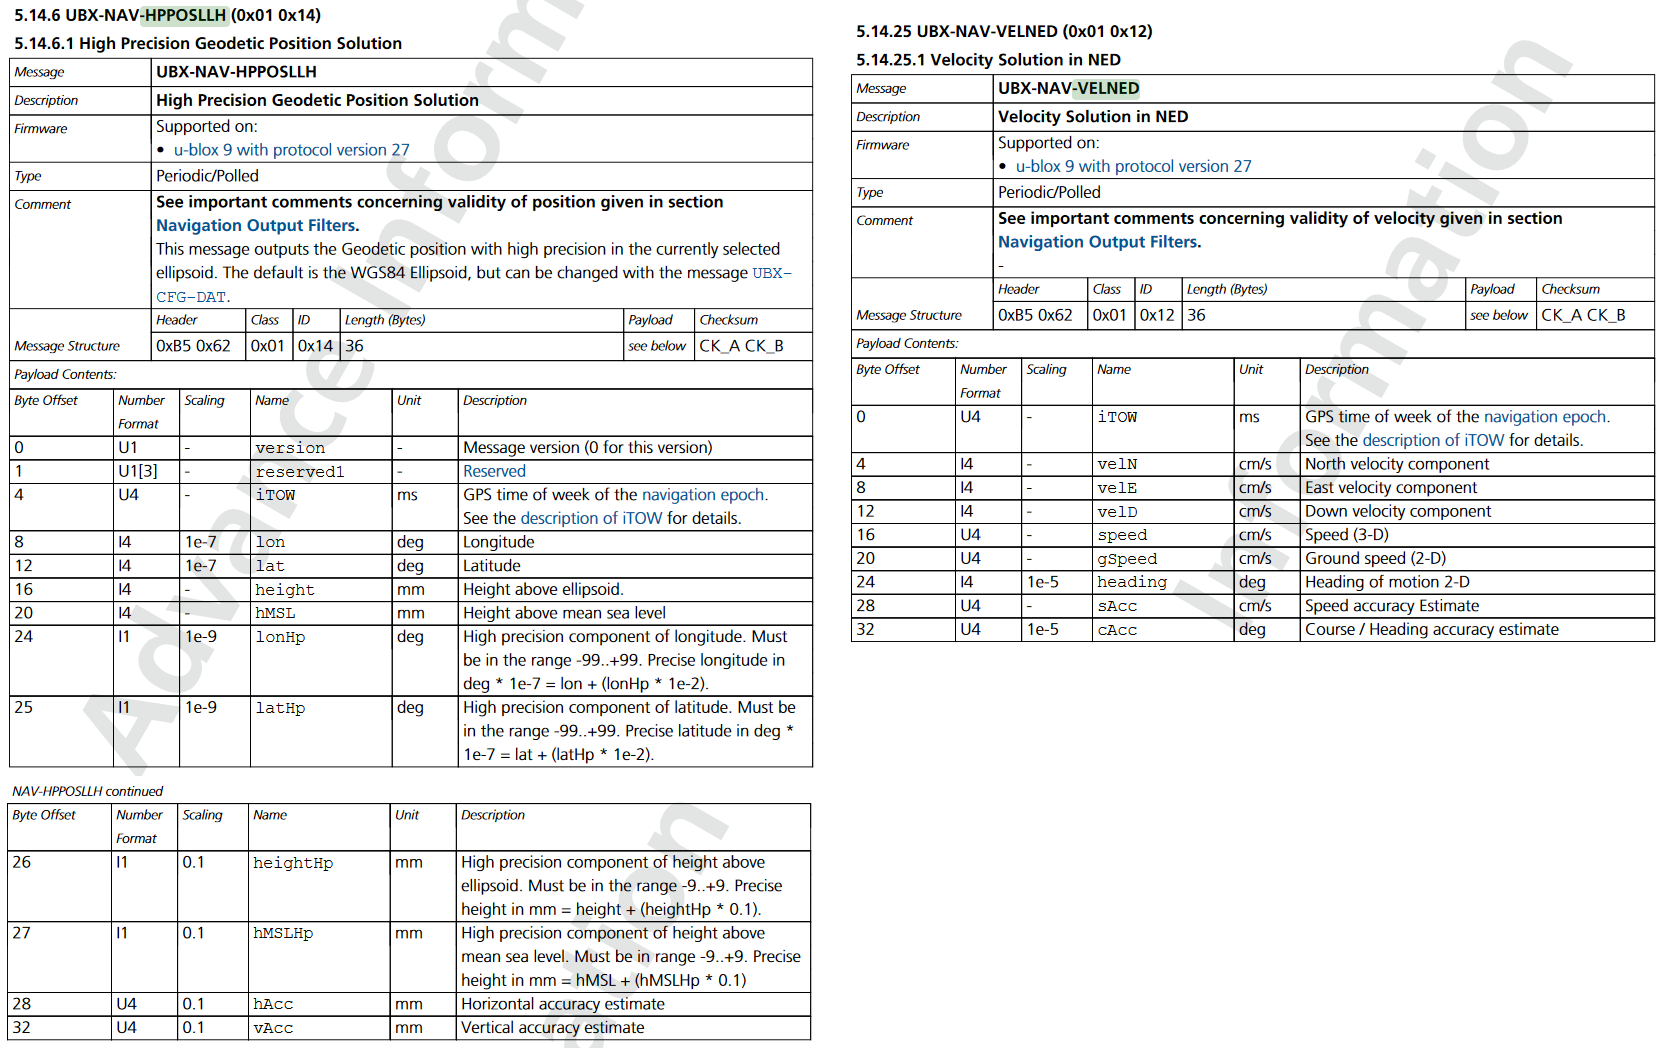 5.14.6 UBX-NAV-HPPOSLLH (0x01 0x14)
5.14.6.1 High Precision Geodetic Position Solution
Message UBX-NAV-HPPOSLLH
Description High Precision Geodetic Position Solution
Firmware Supported on:
• u-blox 9 with protocol version 27
Type Periodic/Polled
Comment See important comments concerning validity of position given in section
Navigation Output Filters.
This message outputs the Geodetic position with high precision in the currently selected
ellipsoid. The default is the WGS84 Ellipsoid, but can be changed with the message UBX-
CFG-DAT.
Header Class ID Length (Bytes) Payload Checksum
Message Structure 0xB5 0x62 0x01 0x14 36 see below CK_A CK_B
Payload Contents:
Byte Offset Number Scaling Name Unit Description
Format
0 U1 - version - Message version (0 for this version)
1 U1[3] - reserved1 - Reserved
4 U4 - iTOW ms GPS time of week of the navigation epoch.
See the description of iTOW for details.
8 I4 1e-7 lon deg Longitude
12 I4 1e-7 lat deg Latitude
16 I4 - height mm Height above ellipsoid.
20 I4 - hMSL mm Height above mean sea level
24 I1 1e-9 lonHp deg High precision component of longitude. Must
be in the range -99..+99. Precise longitude in
deg * 1e-7 = lon + (lonHp * 1e-2).
25 I1 1e-9 latHp deg High precision component of latitude. Must be
in the range -99..+99. Precise latitude in deg *
1e-7 = lat + (latHp * 1e-2).
NAV-HPPOSLLH continued
Byte Offset Number Scaling Name Unit Description
Format
26 I1 0.1 heightHp mm High precision component of height above
ellipsoid. Must be in the range -9..+9. Precise
height in mm = height + (heightHp * 0.1).
27 I1 0.1 hMSLHp mm High precision component of height above
mean sea level. Must be in range -9..+9. Precise
height in mm = hMSL + (hMSLHp * 0.1)
28 U4 0.1 hAcc mm Horizontal accuracy estimate
32 U4 0.1 vAcc mm Vertical accuracy estimate
5.14.25 UBX-NAV-VELNED (0x01 0x12)
5.14.25.1 Velocity Solution in NED
Message UBX-NAV-VELNED
Description Velocity Solution in NED
Firmware Supported on:
• u-blox 9 with protocol version 27
Type Periodic/Polled
Comment See important comments concerning validity of velocity given in section
Navigation Output Filters.
-
Header Class ID Length (Bytes) Payload Checksum
Message Structure 0xB5 0x62 0x01 0x12 36 see below CK_A CK_B
Payload Contents:
Byte Offset Number Scaling Name Unit Description
Format
0 U4 - iTOW ms GPS time of week of the navigation epoch.
See the description of iTOW for details.
4 I4 - velN cm/s North velocity component
8 I4 - velE cm/s East velocity component
12 I4 - velD cm/s Down velocity component
16 U4 - speed cm/s Speed (3-D)
20 U4 - gSpeed cm/s Ground speed (2-D)
24 I4 1e-5 heading deg Heading of motion 2-D
28 U4 - sAcc cm/s Speed accuracy Estimate
32 U4 1e-5 cAcc deg Course / Heading accuracy estimate
Advance Inform
ation
Information